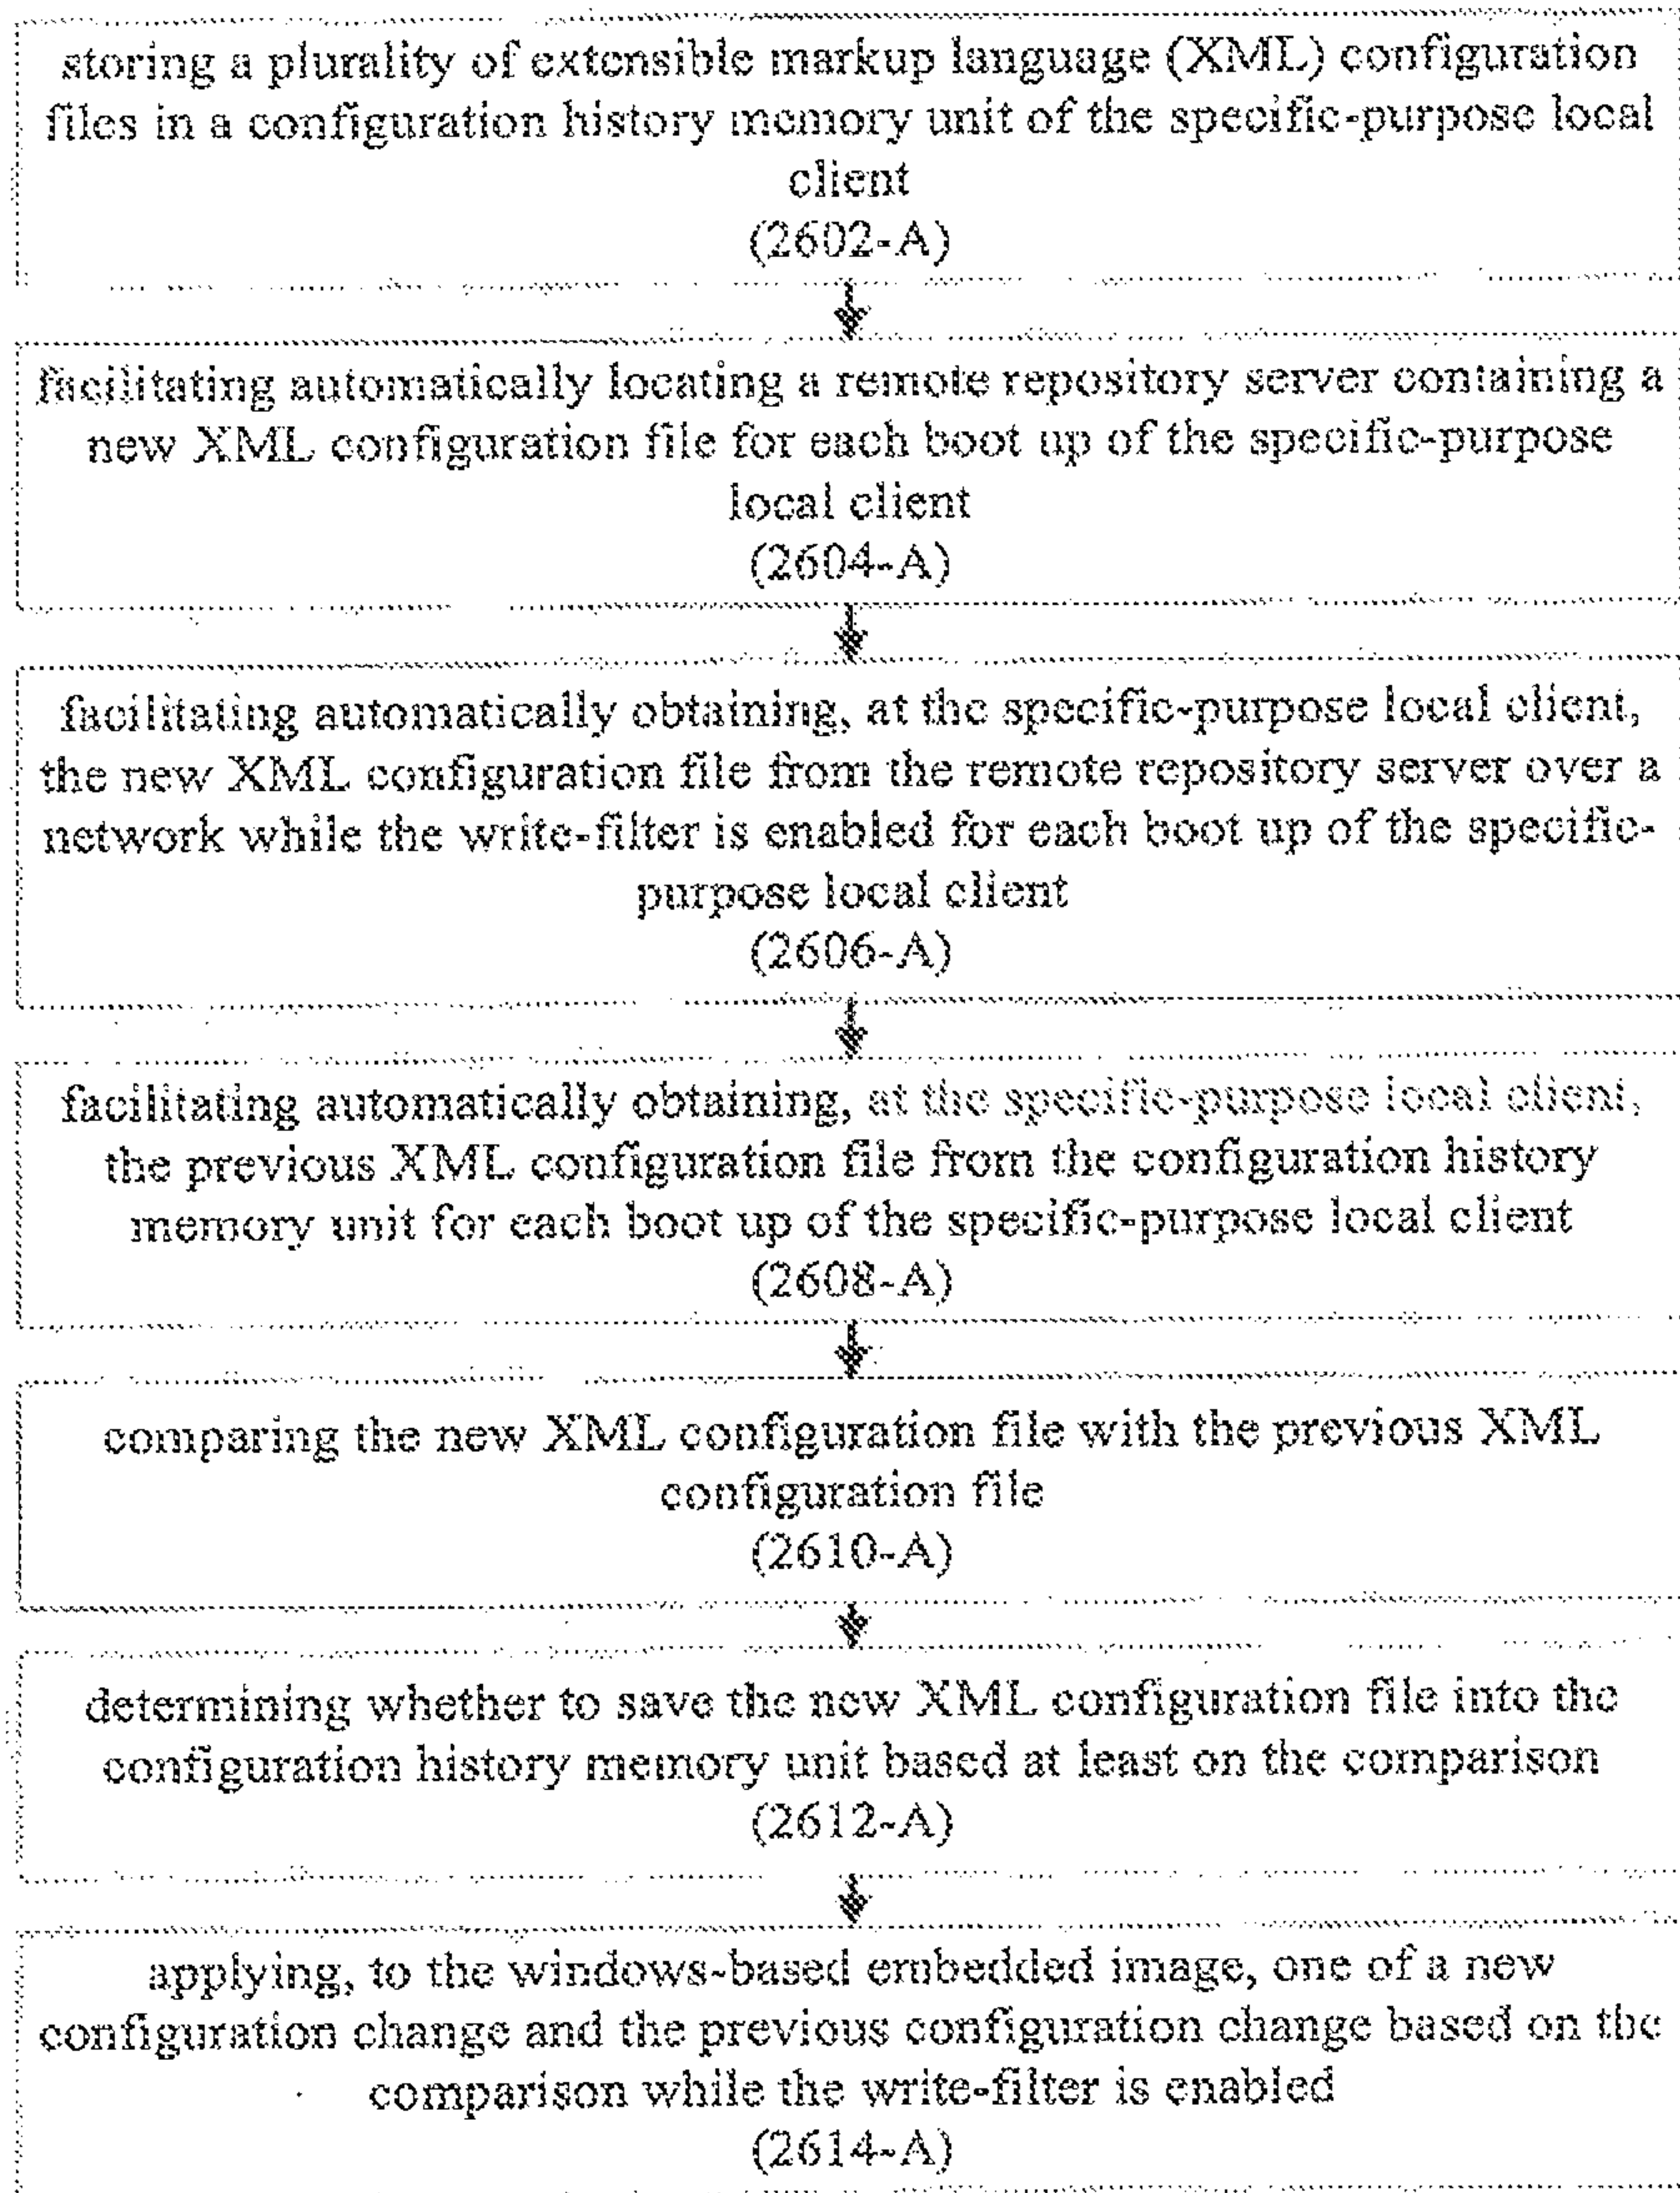 storing a plurality of extensible markup language (XML) configuration
files in a configuration history memory unit of the specific-purpose local
client
(2602-A)
facilitating automatically locating a remote repository server containing a
new XML configuration file for each boot up of the specific-purpose
local client
(2604-A)
facilitating automatically obtaining, at the specific-purpose local client,
the new XML configuration file from the remote repository server over a
network while the write-filter is enabled for each boot up of the specific-
purpose local client
(2606-A)
facilitating automatically obtaining, at the specific-purpose local client,
the previous XML configuration file from the configuration history
memory unit for each boot up of the specific-purpose local client
(2608-A)
comparing the new XML configuration file with the previous XML
configuration file
(2610-A)
determining whether to save the new XML configuration file into the
configuration history memory unit based at least on the comparison
(2612-A)
applying, to the windows-based embedded image, one of a new
configuration change and the previous configuration change based on the
comparison while the write-filter is enabled
(2614-A)